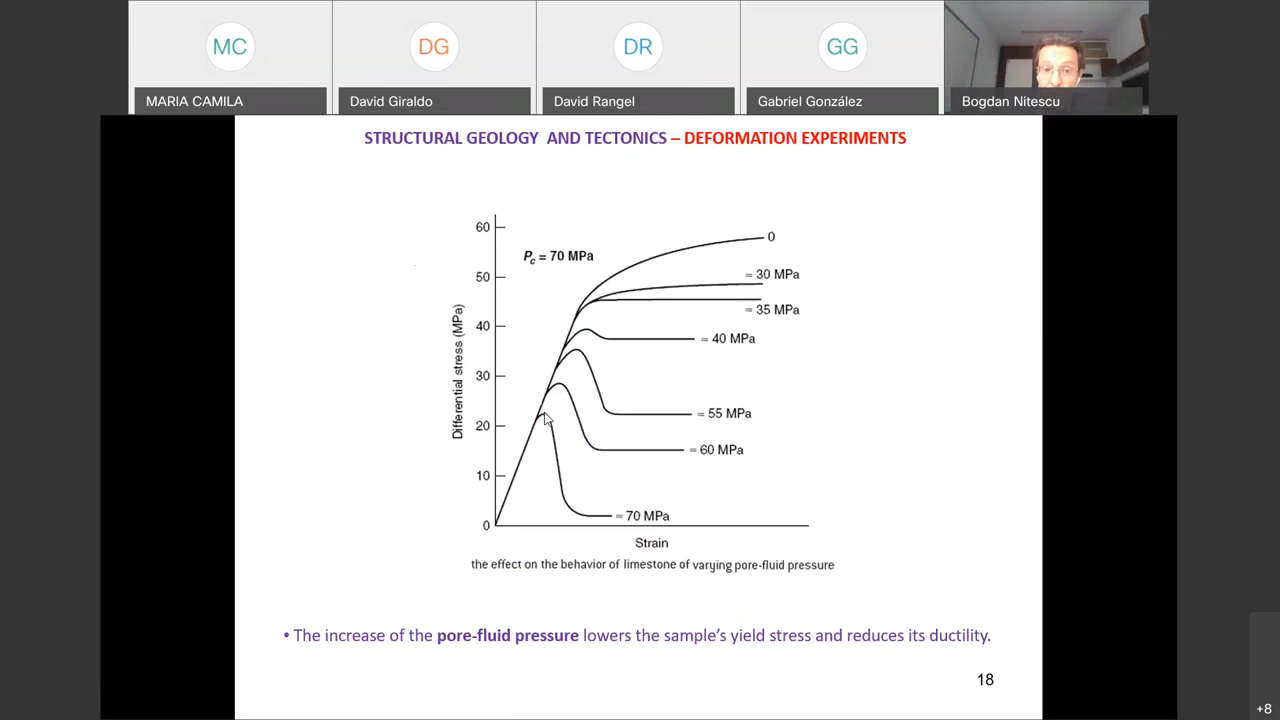 MC
DG
DR
GG
MARIA CAMILA
David Giraldo
David Rangel
Gabriel González
Bogdan Nitescu
STRUCTURAL GEOLOGY AND TECTONICS – DEFORMATION EXPERIMENTS
60
50
40
30
20
10
0
Differential stress (MPa)
Pc = 70 MPa
0
= 30 MPa
= 35 MPa
= 40 MPa
= 55 MPa
= 60 MPa
= 70 MPa
Strain
the effect on the behavior of limestone of varying pore-fluid pressure
• The increase of the pore-fluid pressure lowers the sample’s yield stress and reduces its ductility.
18
+8